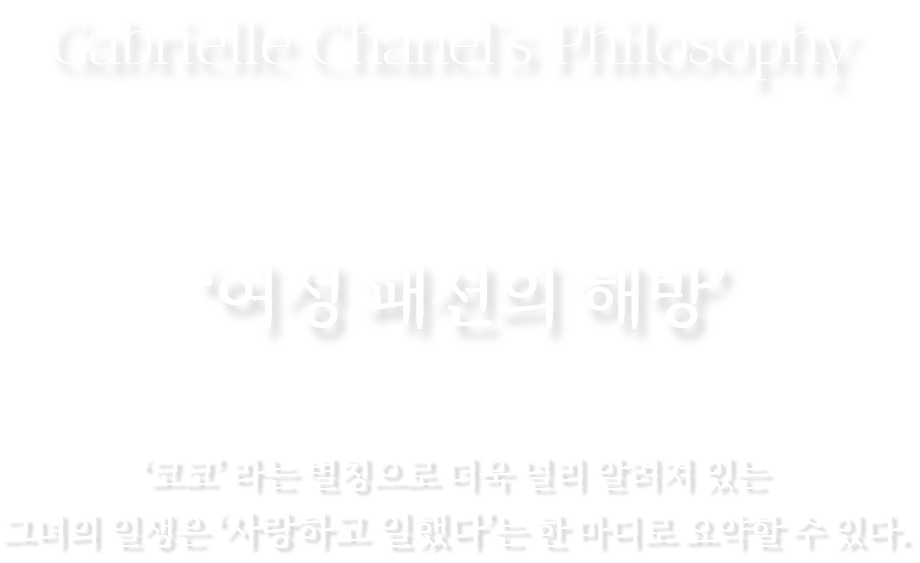 Gabrielle Chanel's Philosophy
‘여성 패션의 해방’
‘코코’ 라는 별칭으로 더욱 널리 알려져 있는
그녀의 일생은 ‘사랑하고 일했다’는 한 마디로 요약할 수 있다.